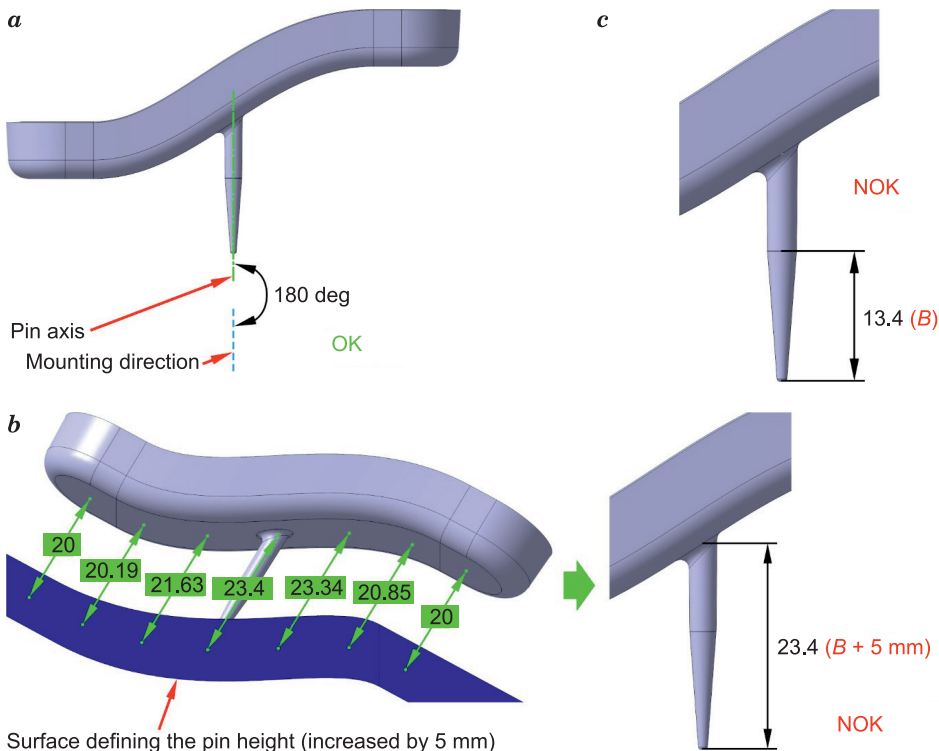 a
180 deg
Pin axis
Mounting direction
OK
b
20
20.19
21.63
23.4
23.34
20.85
20
Surface defining the pin height (increased by 5 mm)
c
NOK
13.4 (B)
23.4 (B + 5 mm)
NOK